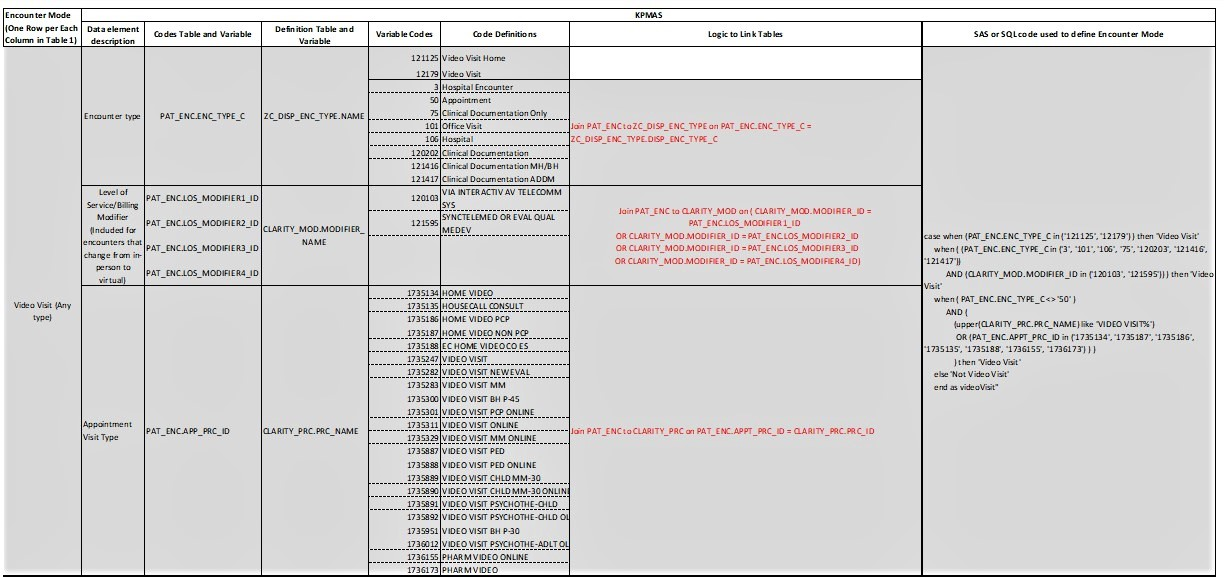 Encounter Mode
(One Row per Each
Column in Table 1)
KPMAS
Data element
description
Codes Table and Variable
Definition Table and
Variable
Variable Codes
Code Definitions
Logic to Link Tables
SAS or SQL code used to define Encounter Mode
Video Visit (Any
type)
Encounter type
PAT_ENC.ENC_TYPE_C
ZC_DISP_ENC_TYPE.NAME
121125 Video Visit Home
12179 Video Visit
3 Hospital Encounter
50 Appointment
75 Clinical Documentation Only
101 Office Visit
106 Hospital
120202 Clinical Documentation
121416 Clinical Documentation MH/BH
121417 Clinical Documentation ADDM
Join PAT_ENC to ZC_DISP_ENC_TYPE on PAT_ENC.ENC_TYPE_C =
ZC_DISP_ENC_TYPE.DISP_ENC_TYPE_C
Level of
Service/Billing
Modifier
(Included for
encounters that
change from in-
person to
virtual)
PAT_ENC.LOS_MODIFIER1_ID
PAT_ENC.LOS_MODIFIER2_ID
PAT_ENC.LOS_MODIFIER3_ID
PAT_ENC.LOS_MODIFIER4_ID
CLARITY_MOD.MODIFIER_
NAME
120103 VIA INTERACTIV AV TELECOMM
SYS
121595 SYNCTELEMED OR EVAL QUAL
MEDEV
Join PAT_ENC to CLARITY_MOD on ( CLARITY_MOD.MODIFIER_ID =
PAT_ENC.LOS_MODIFIER1_ID
OR CLARITY_MOD.MODIFIER_ID = PAT_ENC.LOS_MODIFIER2_ID
OR CLARITY_MOD.MODIFIER_ID = PAT_ENC.LOS_MODIFIER3_ID
OR CLARITY_MOD.MODIFIER_ID = PAT_ENC.LOS_MODIFIER4_ID)
Appointment
Visit Type
PAT_ENC.APP_PRC_ID
CLARITY_PRC.PRC_NAME
1735134 HOME VIDEO
1735135 HOUSECALL CONSULT
1735186 HOME VIDEO PCP
1735187 HOME VIDEO NON PCP
1735188 EC HOME VIDEO CO ES
1735247 VIDEO VISIT
1735282 VIDEO VISIT NEW EVAL
1735283 VIDEO VISIT MM
1735300 VIDEO VISIT BH P-45
1735301 VIDEO VISIT PCP ONLINE
1735311 VIDEO VISIT ONLINE
1735329 VIDEO VISIT MM ONLINE
1735887 VIDEO VISIT PED
1735888 VIDEO VISIT PED ONLINE
1735889 VIDEO VISIT CHLD MM-30
1735890 VIDEO VISIT CHLD MM-30 ONLINE
1735891 VIDEO VISIT PSYCHOTHE-CHLD
1735892 VIDEO VISIT PSYCHOTHE-CHLD OL
1735951 VIDEO VISIT BH P-30
1736012 VIDEO VISIT PSYCHOTHE-ADLT OL
1736155 PHARM VIDEO ONLINE
1736173 PHARM VIDEO
Join PAT_ENC to CLARITY_PRC on PAT_ENC.APPT_PRC_ID = CLARITY_PRC.PRC_ID
case when (PAT_ENC.ENC_TYPE_C in ('121125', '12179') ) then 'Video Visit'
when ( (PAT_ENC.ENC_TYPE_C in ('3', '101', '106', '75', '120203', '121416',
'121417'))
AND (CLARITY_MOD.MODIFIER_ID in ('120103', '121595')) ) then 'Video
Visit'
when ( PAT_ENC.ENC_TYPE_C <> '50' )
AND (
(upper(CLARITY_PRC.PRC_NAME) like 'VIDEO VISIT%')
OR (PAT_ENC.APPT_PRC_ID in ('1735134', '1735187', '1735186',
'1735135', '1735188', '1736155', '1736173') ) )
) then 'Video Visit'
else 'Not Video Visit'
end as videoVisit"